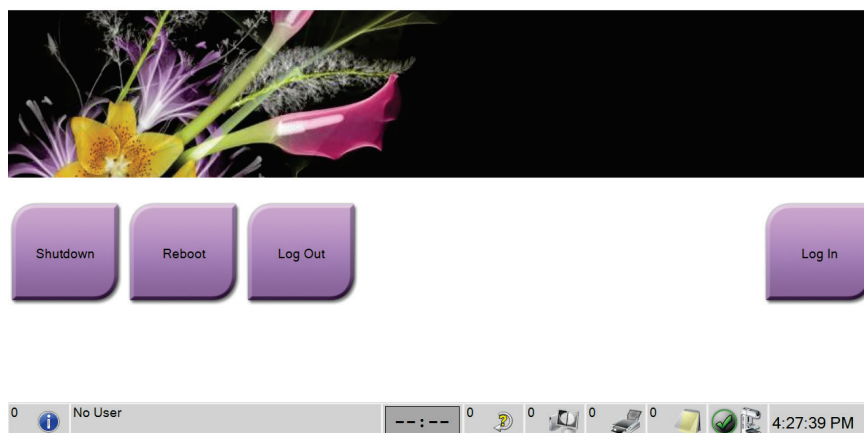 Shutdown
Reboot
Log Out
Log In
0
No User
--:--
0
0
0
0
4:27:39 PM